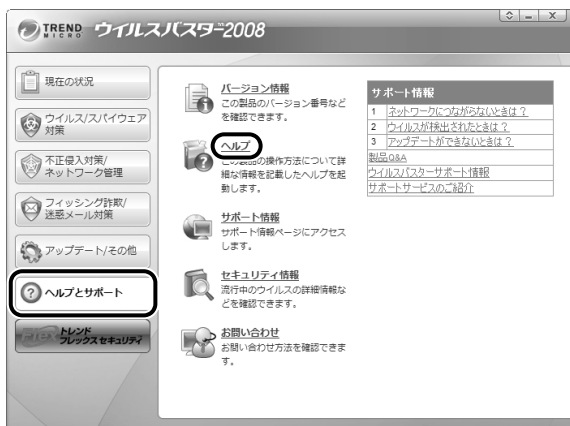 TREND MICRO ウイルスバスター™2008
現在の状況
ウイルス/スパイウェア
対策
不正侵入対策/
ネットワーク管理
フィッシング詐欺/
迷惑メール対策
アップデート/その他
ヘルプとサポート
Flex トレンド
フレックス セキュリティ
バージョン情報
この製品のバージョン番号など
を確認できます。
ヘルプ
この製品の操作方法について詳
細な情報を記載したヘルプを起
動します。
サポート情報
サポート情報ページにアクセス
します。
セキュリティ情報
流行中のウイルスの詳細情報な
どを確認できます。
お問い合わせ
お問い合わせ方法を確認できま
す。
サポート情報
1 ネットワークにつながらないときは？
2 ウイルスが検出されたときは？
3 アップデートができないときは？
製品Q&A
ウイルスバスターサポート情報
サポートサービスのご紹介